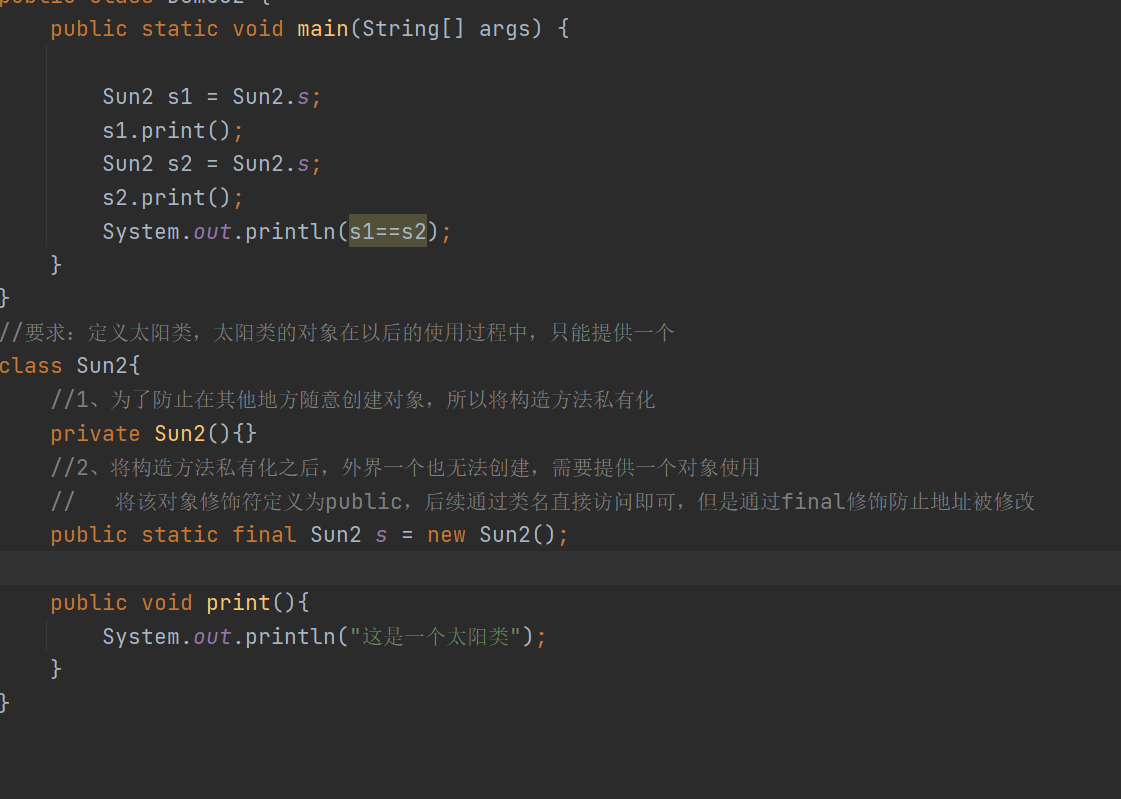 public static void main(String[] args) {
Sun2 s1 = Sun2.s;
s1.print();
Sun2 s2 = Sun2.s;
s2.print();
System.out.println(s1==s2);
}
}
//要求：定义太阳类，太阳类的对象在以后的使用过程中，只能提供一个
class Sun2{
//1、为了防止在其他地方随意创建对象，所以将构造方法私有化
private Sun2(){}
//2、将构造方法私有化之后，外界一个也无法创建，需要提供一个对象使用
//   将该对象修饰符定义为public，后续通过类名直接访问即可，但是通过final修饰防止地址被修改
public static final Sun2 s = new Sun2();
public void print(){
System.out.println("这是一个太阳类");
}
}